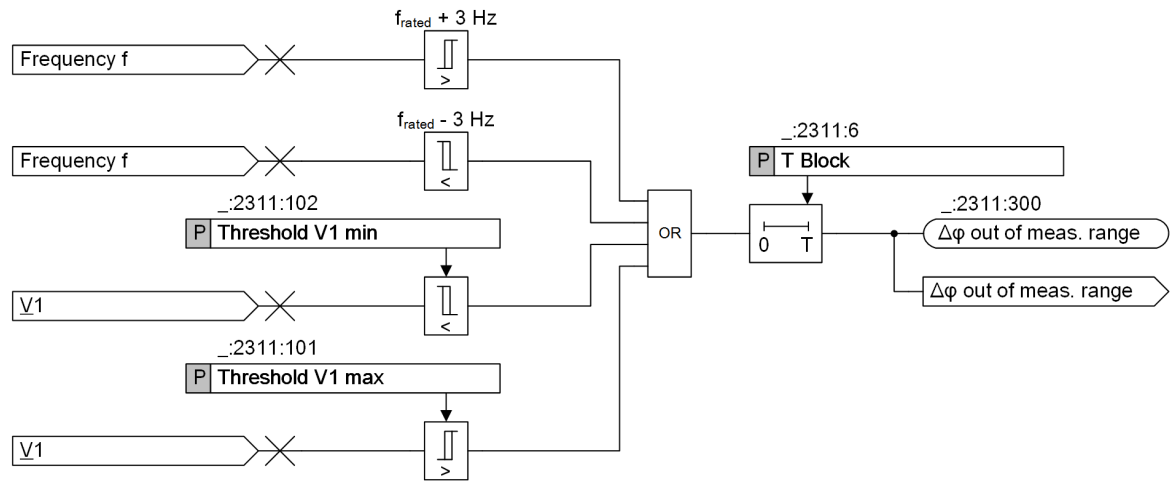 f_rated + 3 Hz
Frequency f
>
f_rated - 3 Hz
Frequency f
<
_:2311:6
P T Block
_:2311:102
P Threshold V1 min
OR
0 T
_:2311:300
Δφ out of meas. range
V1
<
Δφ out of meas. range
_:2311:101
P Threshold V1 max
V1
>